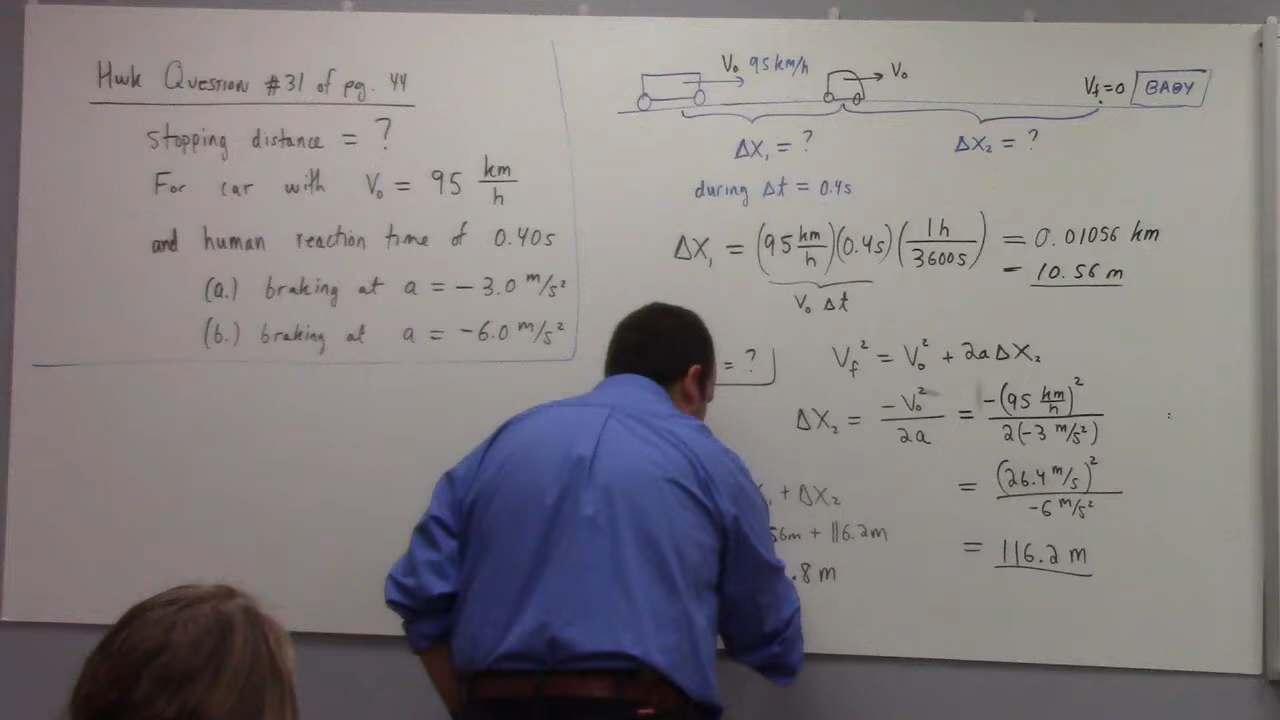 Hwk Question #31 of pg. 44
stopping distance = ?
For car with V₀ = 95 km/h
and human reaction time of 0.40s
(a.) braking at a = -3.0 m/s²
(b.) braking at a = -6.0 m/s²
V₀ 95 km/h
V₀
V_f = 0 BABY
ΔX₁ = ?
ΔX₂ = ?
during Δt = 0.4s
ΔX₁ = (95 km/h)(0.4s)(1h/3600s) = 0.01056 km
= 10.56 m
V₀ Δt
= ?
V_f² = V₀² + 2aΔX₂
ΔX₂ = -V₀²/2a = -(95 km/h)²/2(-3 m/s²)
= (26.4 m/s)²/-6 m/s²
= 116.2 m
+ ΔX₂
56m + 116.2m
.8 m